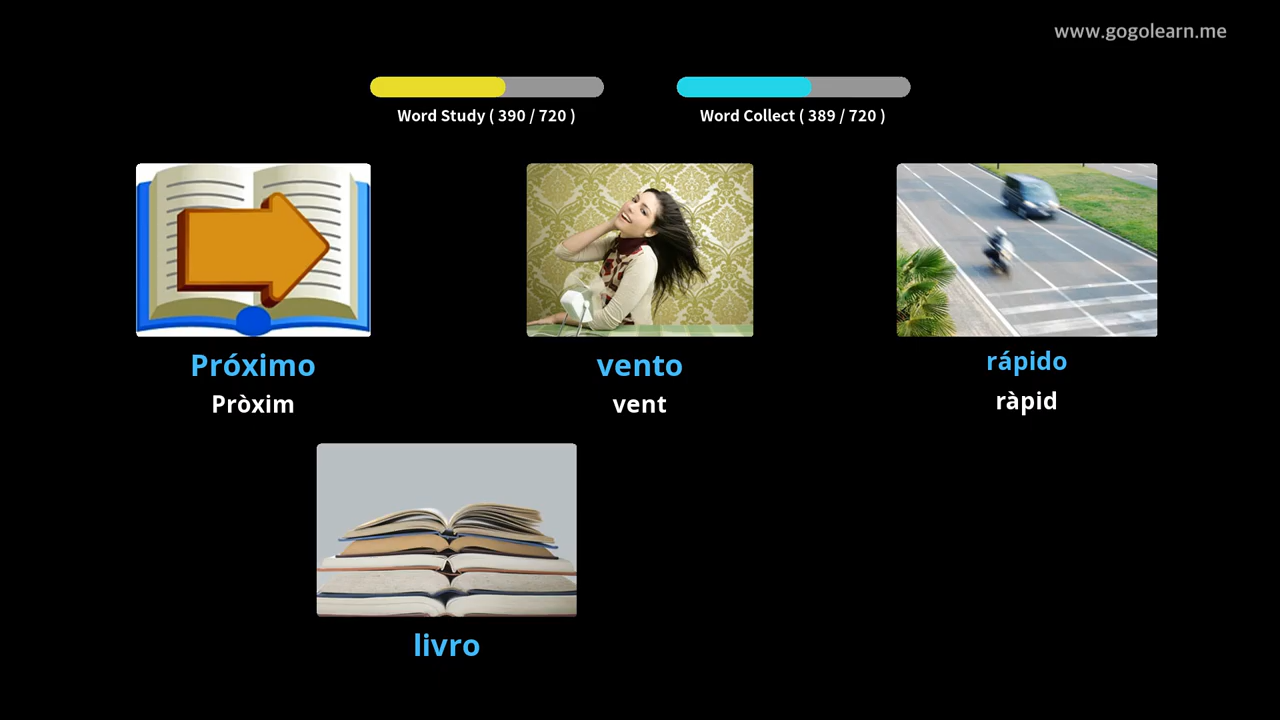 www.gogolearn.me
Word Study ( 390 / 720 )
Word Collect ( 389 / 720 )
Próximo
Pròxim
vento
vent
rápido
ràpid
livro